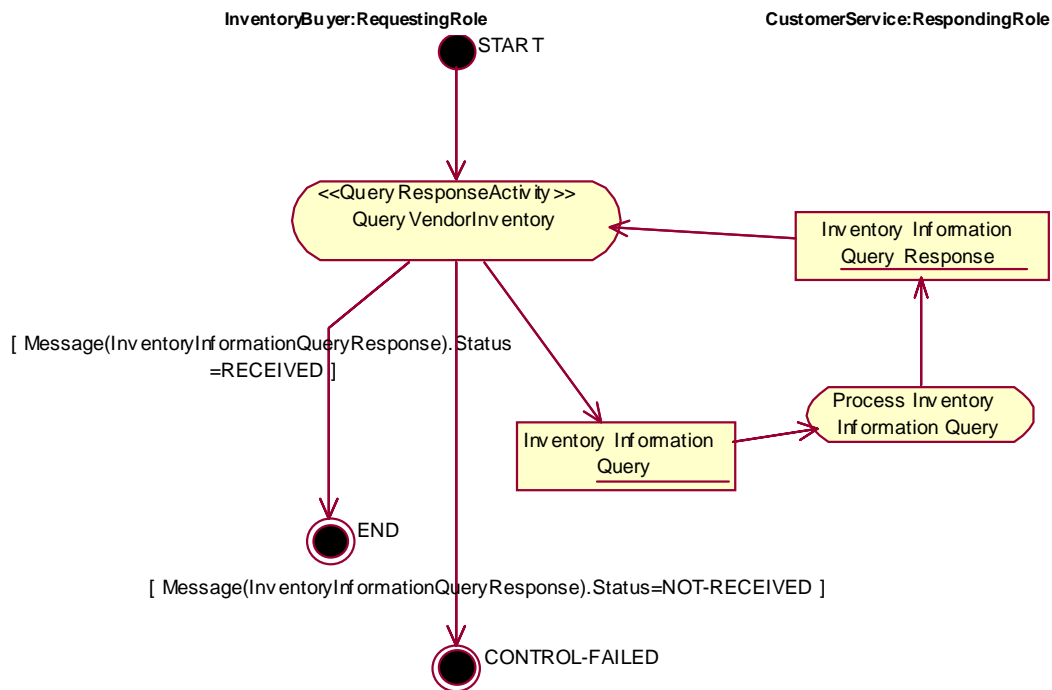 InventoryBuyer:RequestingRole
CustomerService:RespondingRole
START
<<QueryResponseActivity>>
QueryVendorInventory
Inventory Information
Query Response
[ Message(InventoryInformationQueryResponse).Status
=RECEIVED ]
Process Inventory
Information Query
Inventory Information
Query
END
[ Message(InventoryInformationQueryResponse).Status=NOT-RECEIVED ]
CONTROL-FAILED